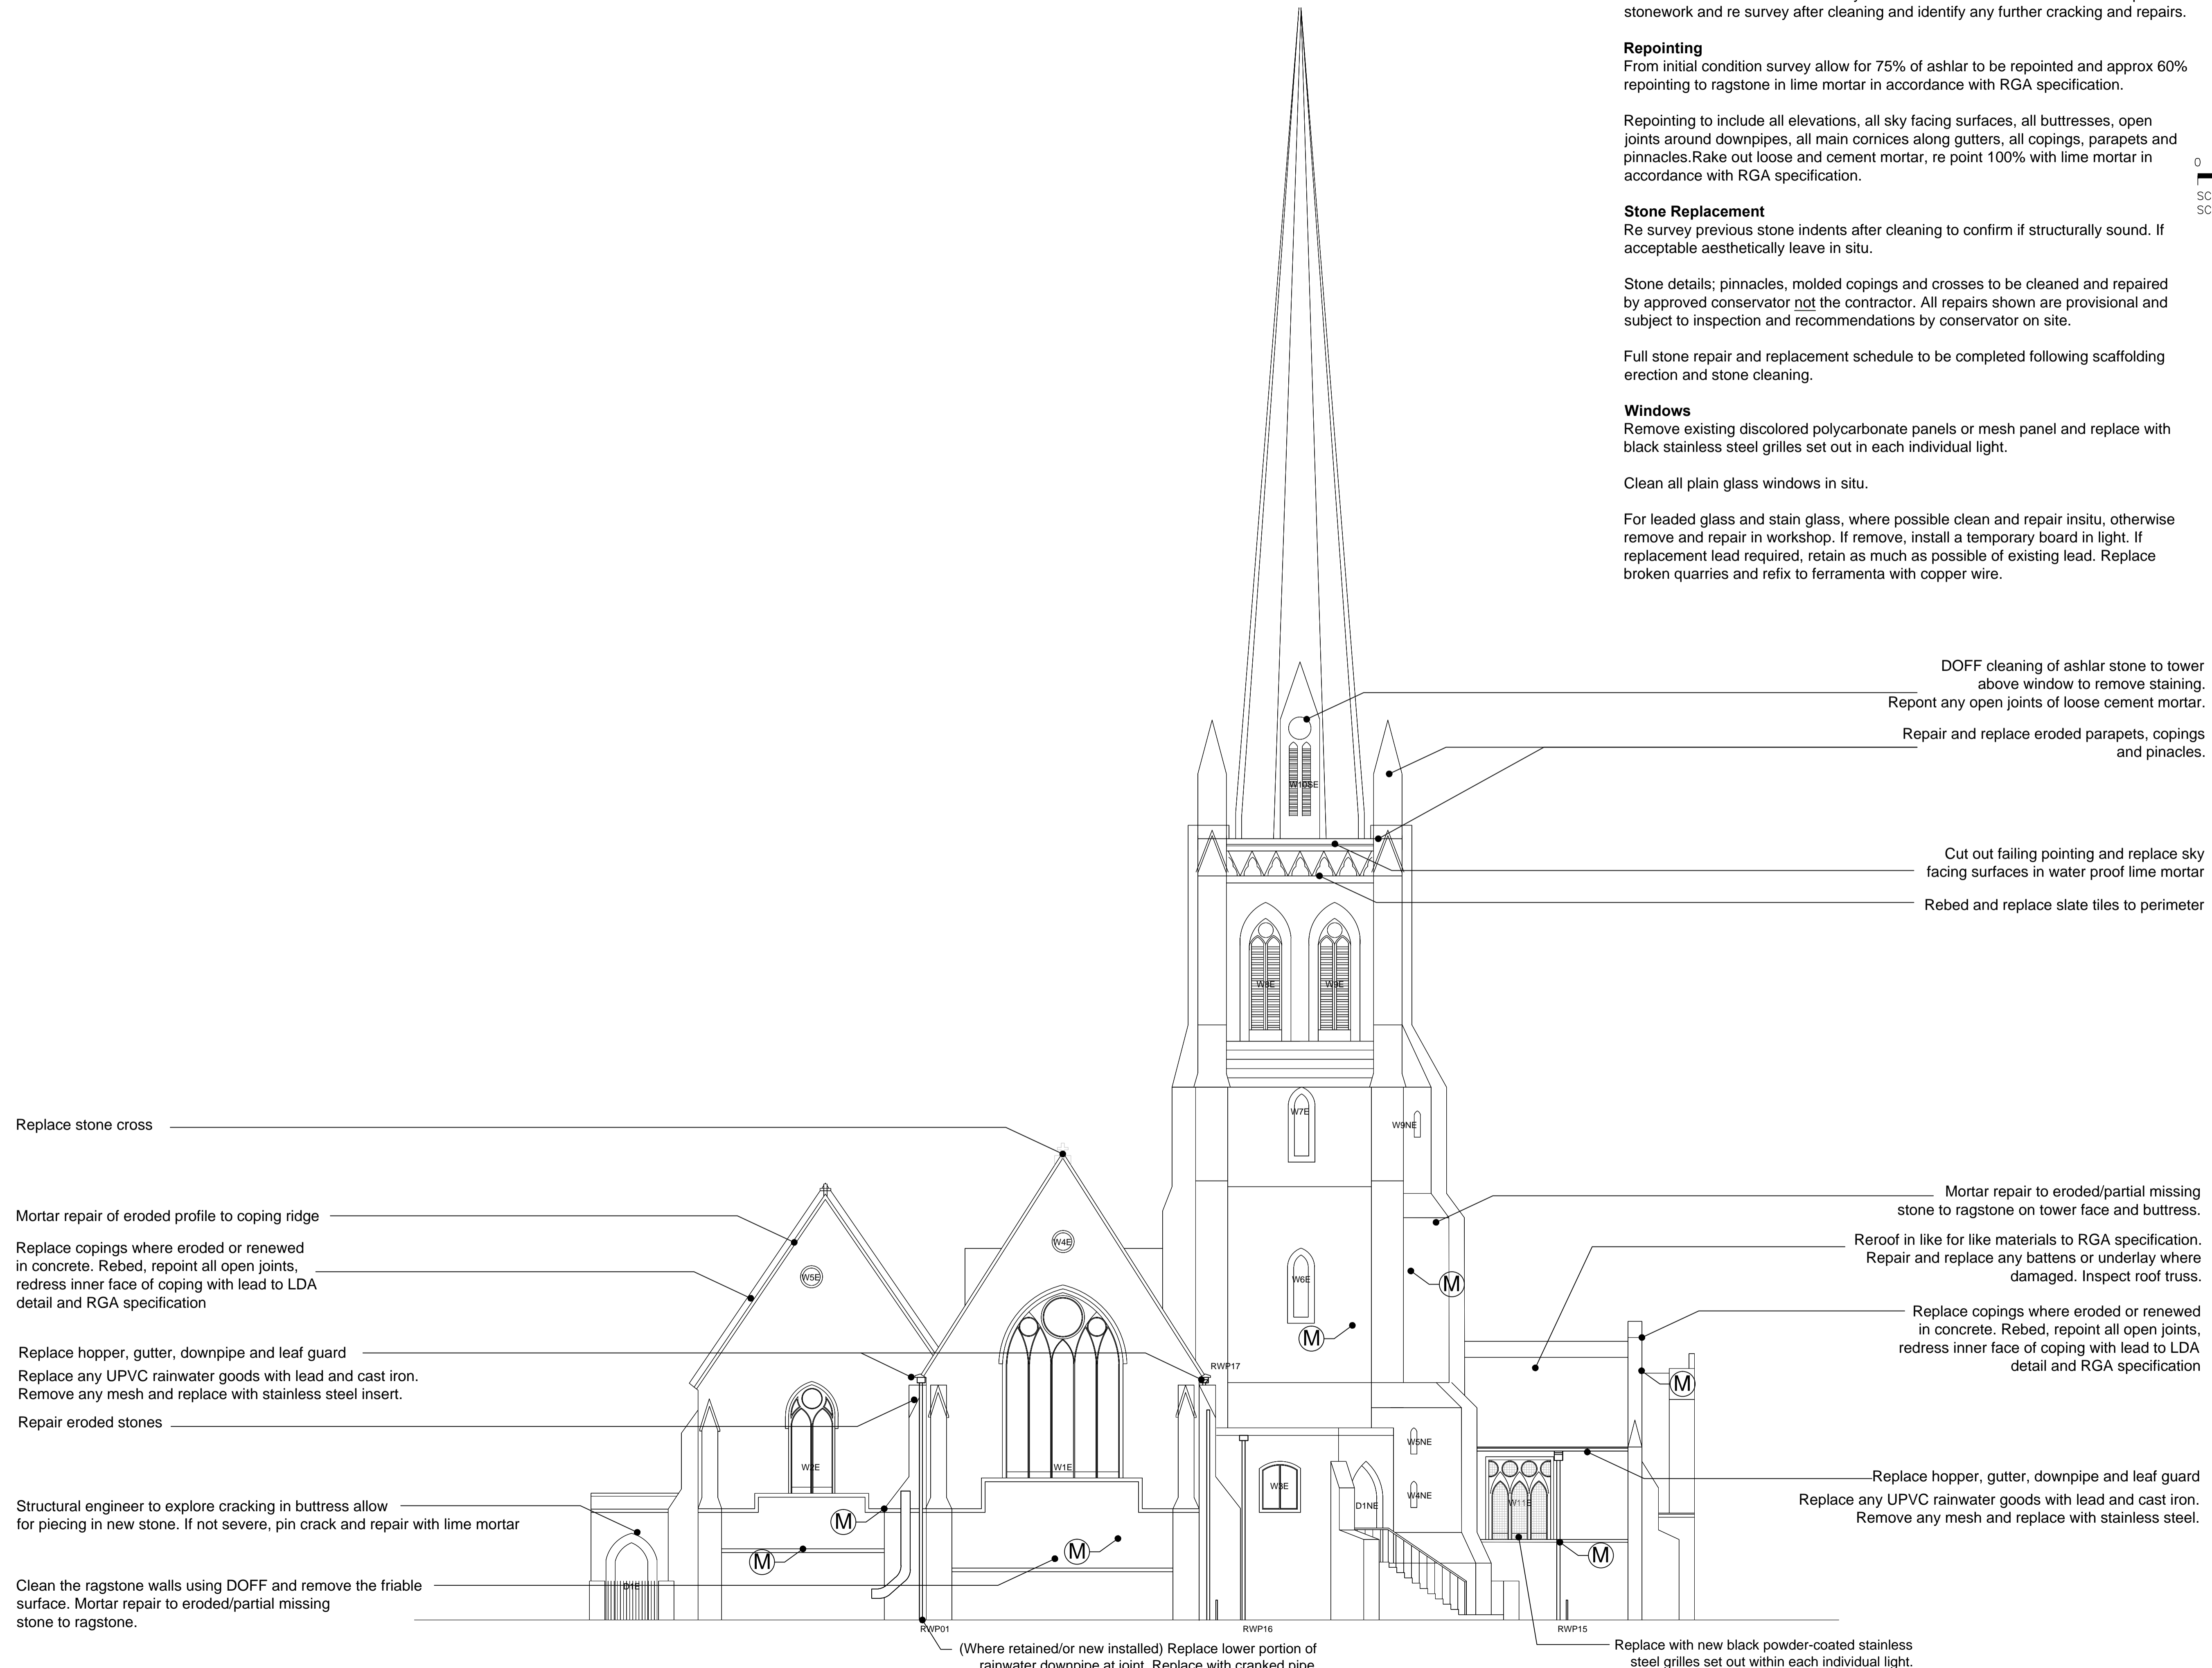 stonework and re survey after cleaning and identify any further cracking and repairs.
Repointing
From initial condition survey allow for 75% of ashlar to be repointed and approx 60%
repointing to ragstone in lime mortar in accordance with RGA specification.
Repointing to include all elevations, all sky facing surfaces, all buttresses, open
joints around downpipes, all main cornices along gutters, all copings, parapets and
pinnacles.Rake out loose and cement mortar, re point 100% with lime mortar in
accordance with RGA specification.
0
SC
SC
Stone Replacement
Re survey previous stone indents after cleaning to confirm if structurally sound. If
acceptable aesthetically leave in situ.
Stone details; pinnacles, molded copings and crosses to be cleaned and repaired
by approved conservator not the contractor. All repairs shown are provisional and
subject to inspection and recommendations by conservator on site.
Full stone repair and replacement schedule to be completed following scaffolding
erection and stone cleaning.
Windows
Remove existing discolored polycarbonate panels or mesh panel and replace with
black stainless steel grilles set out in each individual light.
Clean all plain glass windows in situ.
For leaded glass and stain glass, where possible clean and repair insitu, otherwise
remove and repair in workshop. If remove, install a temporary board in light. If
replacement lead required, retain as much as possible of existing lead. Replace
broken quarries and refix to ferramenta with copper wire.
DOFF cleaning of ashlar stone to tower
above window to remove staining.
Repont any open joints of loose cement mortar.
Repair and replace eroded parapets, copings
and pinacles.
W10SE
Cut out failing pointing and replace sky
facing surfaces in water proof lime mortar
Rebed and replace slate tiles to perimeter
W8E
W9E
W7E
W9NE
Replace stone cross
Mortar repair of eroded profile to coping ridge
Replace copings where eroded or renewed
in concrete. Rebed, repoint all open joints,
redress inner face of coping with lead to LDA
detail and RGA specification
Replace hopper, gutter, downpipe and leaf guard
Replace any UPVC rainwater goods with lead and cast iron.
Remove any mesh and replace with stainless steel insert.
Repair eroded stones
Structural engineer to explore cracking in buttress allow
for piecing in new stone. If not severe, pin crack and repair with lime mortar
Clean the ragstone walls using DOFF and remove the friable
surface. Mortar repair to eroded/partial missing
stone to ragstone.
W5E
W4E
W6E
M
M
RWP17
W2E
W1E
W3E
D1NE
W5NE
W4NE
W11E
D1E
M
M
M
M
M
Mortar repair to eroded/partial missing
stone to ragstone on tower face and buttress.
Reroof in like for like materials to RGA specification.
Repair and replace any battens or underlay where
damaged. Inspect roof truss.
Replace copings where eroded or renewed
in concrete. Rebed, repoint all open joints,
redress inner face of coping with lead to LDA
detail and RGA specification
Replace hopper, gutter, downpipe and leaf guard
Replace any UPVC rainwater goods with lead and cast iron.
Remove any mesh and replace with stainless steel.
RWP01
RWP16
RWP15
(Where retained/or new installed) Replace lower portion of
rainwater downpipe at joint. Replace with cranked pipe
Replace with new black powder-coated stainless
steel grilles set out within each individual light.